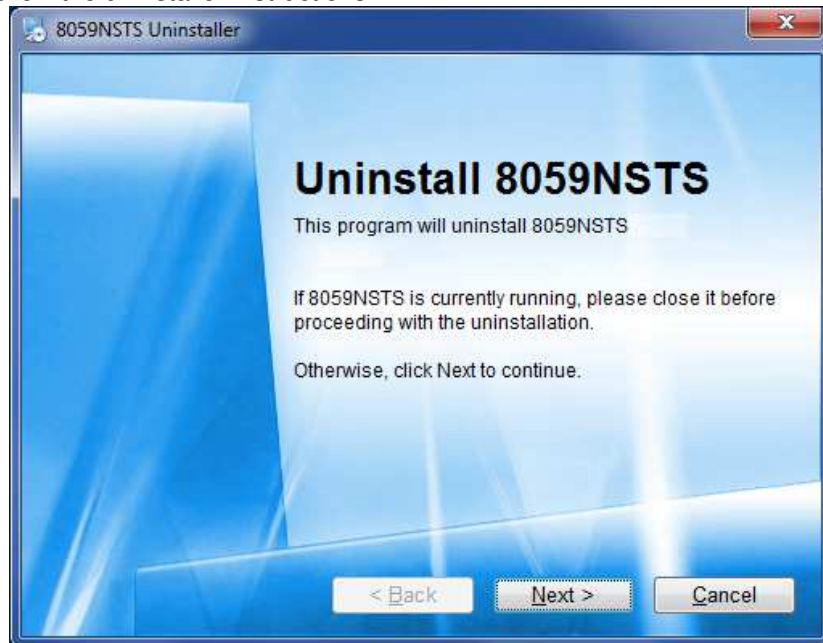 8059NSTS Uninstaller
Uninstall 8059NSTS
This program will uninstall 8059NSTS
If 8059NSTS is currently running, please close it before
proceeding with the uninstallation.
Otherwise, click Next to continue.
< Back Next > Cancel